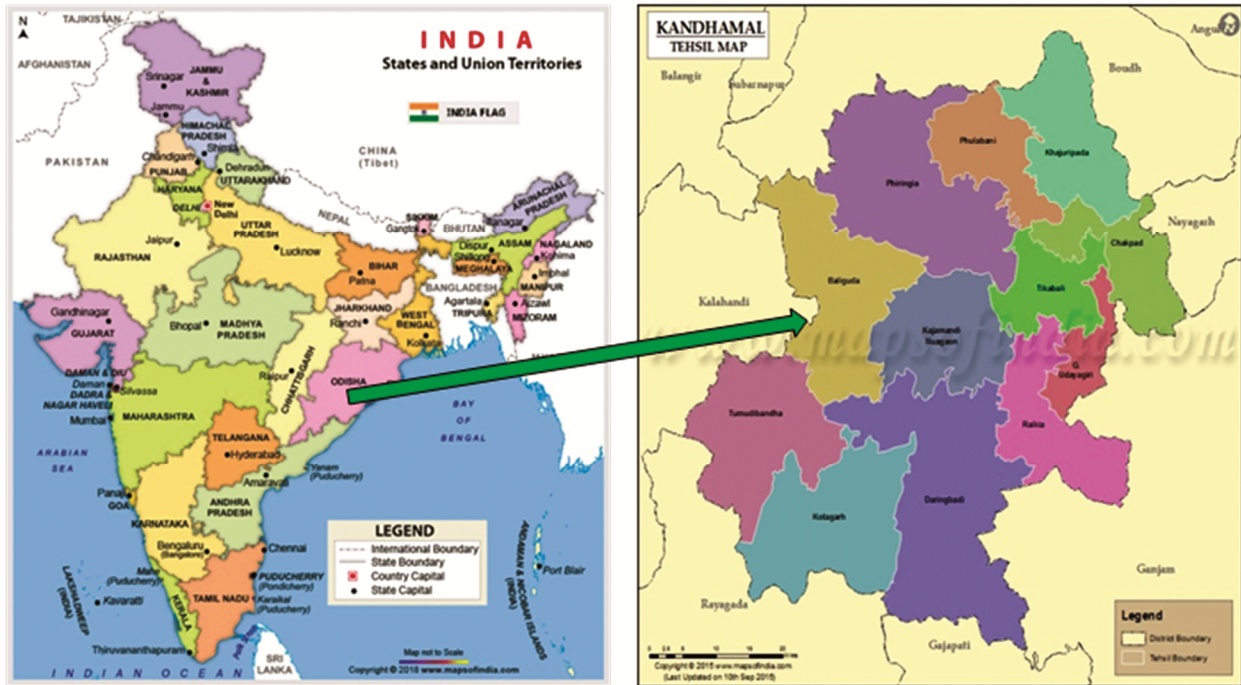 N
TAJIKISTAN
AFGHANISTAN
INDIA
States and Union Territories
INDIA FLAG
Srinagar
JAMMU
&
KASHMIR
Jammu
HIMACHAL
PRADESH
Shimla
PAKISTAN
Chandigarh
PUNJAB
Dehradun
UTTARAKHAND
CHINA
(Tibet)
HARYANA
DELHI
New
Delhi
NEPAL
SIKKIM
Gangtok
BHUTAN
ARUNACHAL
PRADESH
Itanagar
Jaipur
RAJASTHAN
UTTAR
PRADESH
Lucknow
Dispur
ASSAM
NAGALAND
Kohima
Shillong
MEGHALAYA
Imphal
MANIPUR
BIHAR
Patna
BANGLADESH
Agartala
TRIPURA
Aizawl
MIZORAM
Gandhinagar
GUJARAT
Bhopal
MADHYA
PRADESH
JHARKHAND
Ranchi
WEST
BENGAL
Kolkata
DAMAN & DIU
Daman
DADRA &
NAGAR HAVELI
Silvassa
Mumbai
MAHARASHTRA
Raipur
CHHATTISGARH
ODISHA
BAY
OF
BENGAL
ARABIAN
SEA
TELANGANA
Hyderabad
Amaravati
Yanam
(Puducherry)
Panaji
GOA
KARNATAKA
ANDHRA
PRADESH
Bengaluru
(Bangalore)
Chennai
Mahe
(Puducherry)
PUDUCHERRY
(Pondicherry)
Karaikal
(Puducherry)
LAKSHADWEEP
(INDIA)
Kavaratti
KERALA
TAMIL NADU
Thiruvananthapuram
SRI
LANKA
INDIAN OCEAN
ANDAMAN & NICOBAR ISLANDS
(INDIA)
Port Blair
LEGEND
International Boundary
State Boundary
Country Capital
State Capital
Map not to Scale
Copyright © 2018 www.mapsofindia.com
KANDHAMAL
TEHSIL MAP
Angul
Balangir
Subarnapur
Boudh
Phulabani
Khajuripada
Phiringia
Nayagarh
Chakpad
Baliguda
Tikabali
Kalahandi
Kajamandi
Nuagaon
www.mapsofindia.com
G.
Udayagiri
Tumudibandha
Raikia
Daringbadi
Kotagarh
Ganjam
Rayagada
Gajapati
Legend
District Boundary
Tehsil Boundary
Copyright © 2015 www.mapsofindia.com
(Last Updated on 10th Sep 2015)